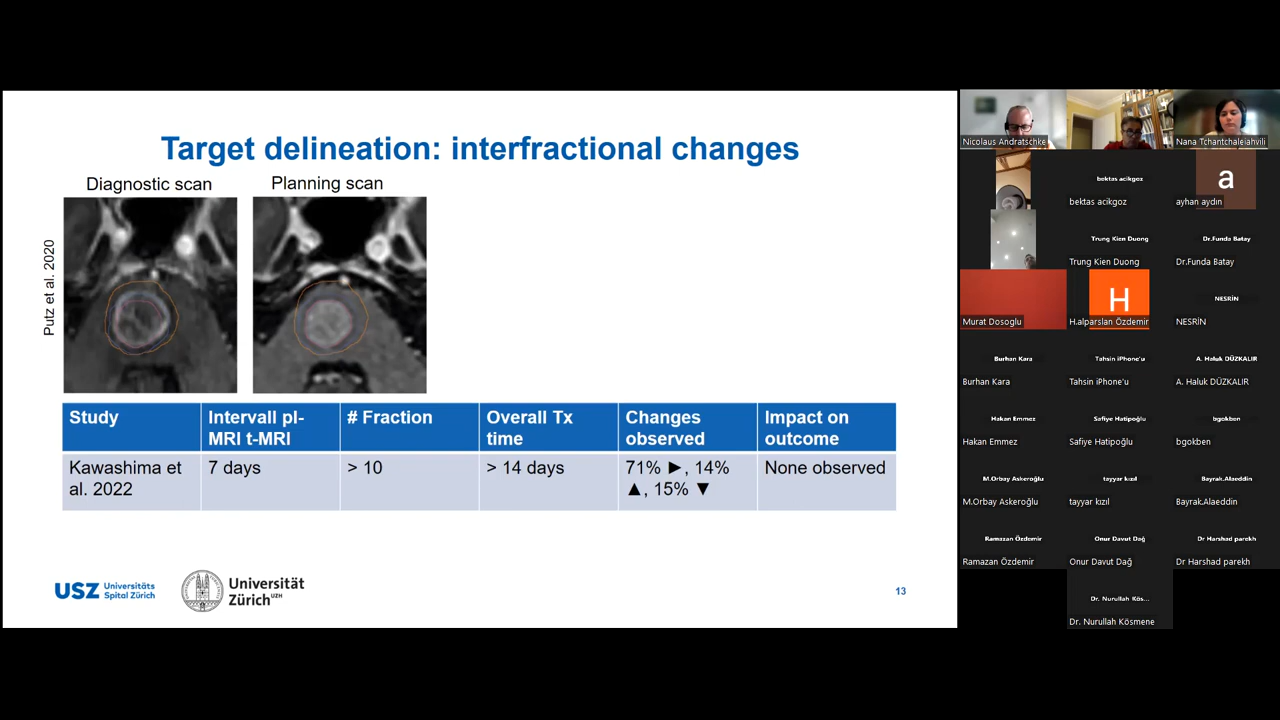 Target delineation: interfractional changes
Diagnostic scan
Planning scan
Putz et al. 2020
Study
Intervall pl-
MRI t-MRI
# Fraction
Overall Tx
time
Changes
observed
Impact on
outcome
Kawashima et
al. 2022
7 days
> 10
> 14 days
71% ►, 14%
▲, 15% ▼
None observed
USZ Universitäts
Spital Zürich
Universität
Zürich UZH
13
Nicolaus Andratschke
Nana Tchantchaleiahvili
bektas acikgoz
bektas acikgoz
a
ayhan aydın
Trung Kien Duong
Trung Kien Duong
Dr.Funda Batay
Dr.Funda Batay
Murat Dosoglu
H
H.alparslan Özdemir
NESRİN
NESRİN
Burhan Kara
Burhan Kara
Tahsin iPhone'u
Tahsin iPhone'u
A. Haluk DÜZKALIR
A. Haluk DÜZKALIR
Hakan Emmez
Hakan Emmez
Safiye Hatipoğlu
Safiye Hatipoğlu
bgokben
bgokben
M.Orbay Askeroğlu
M.Orbay Askeroğlu
tayyar kızıl
tayyar kızıl
Bayrak.Alaeddin
Bayrak.Alaeddin
Ramazan Özdemir
Ramazan Özdemir
Onur Davut Dağ
Onur Davut Dağ
Dr Harshad parekh
Dr Harshad parekh
Dr. Nurullah Kös...
Dr. Nurullah Kösmene